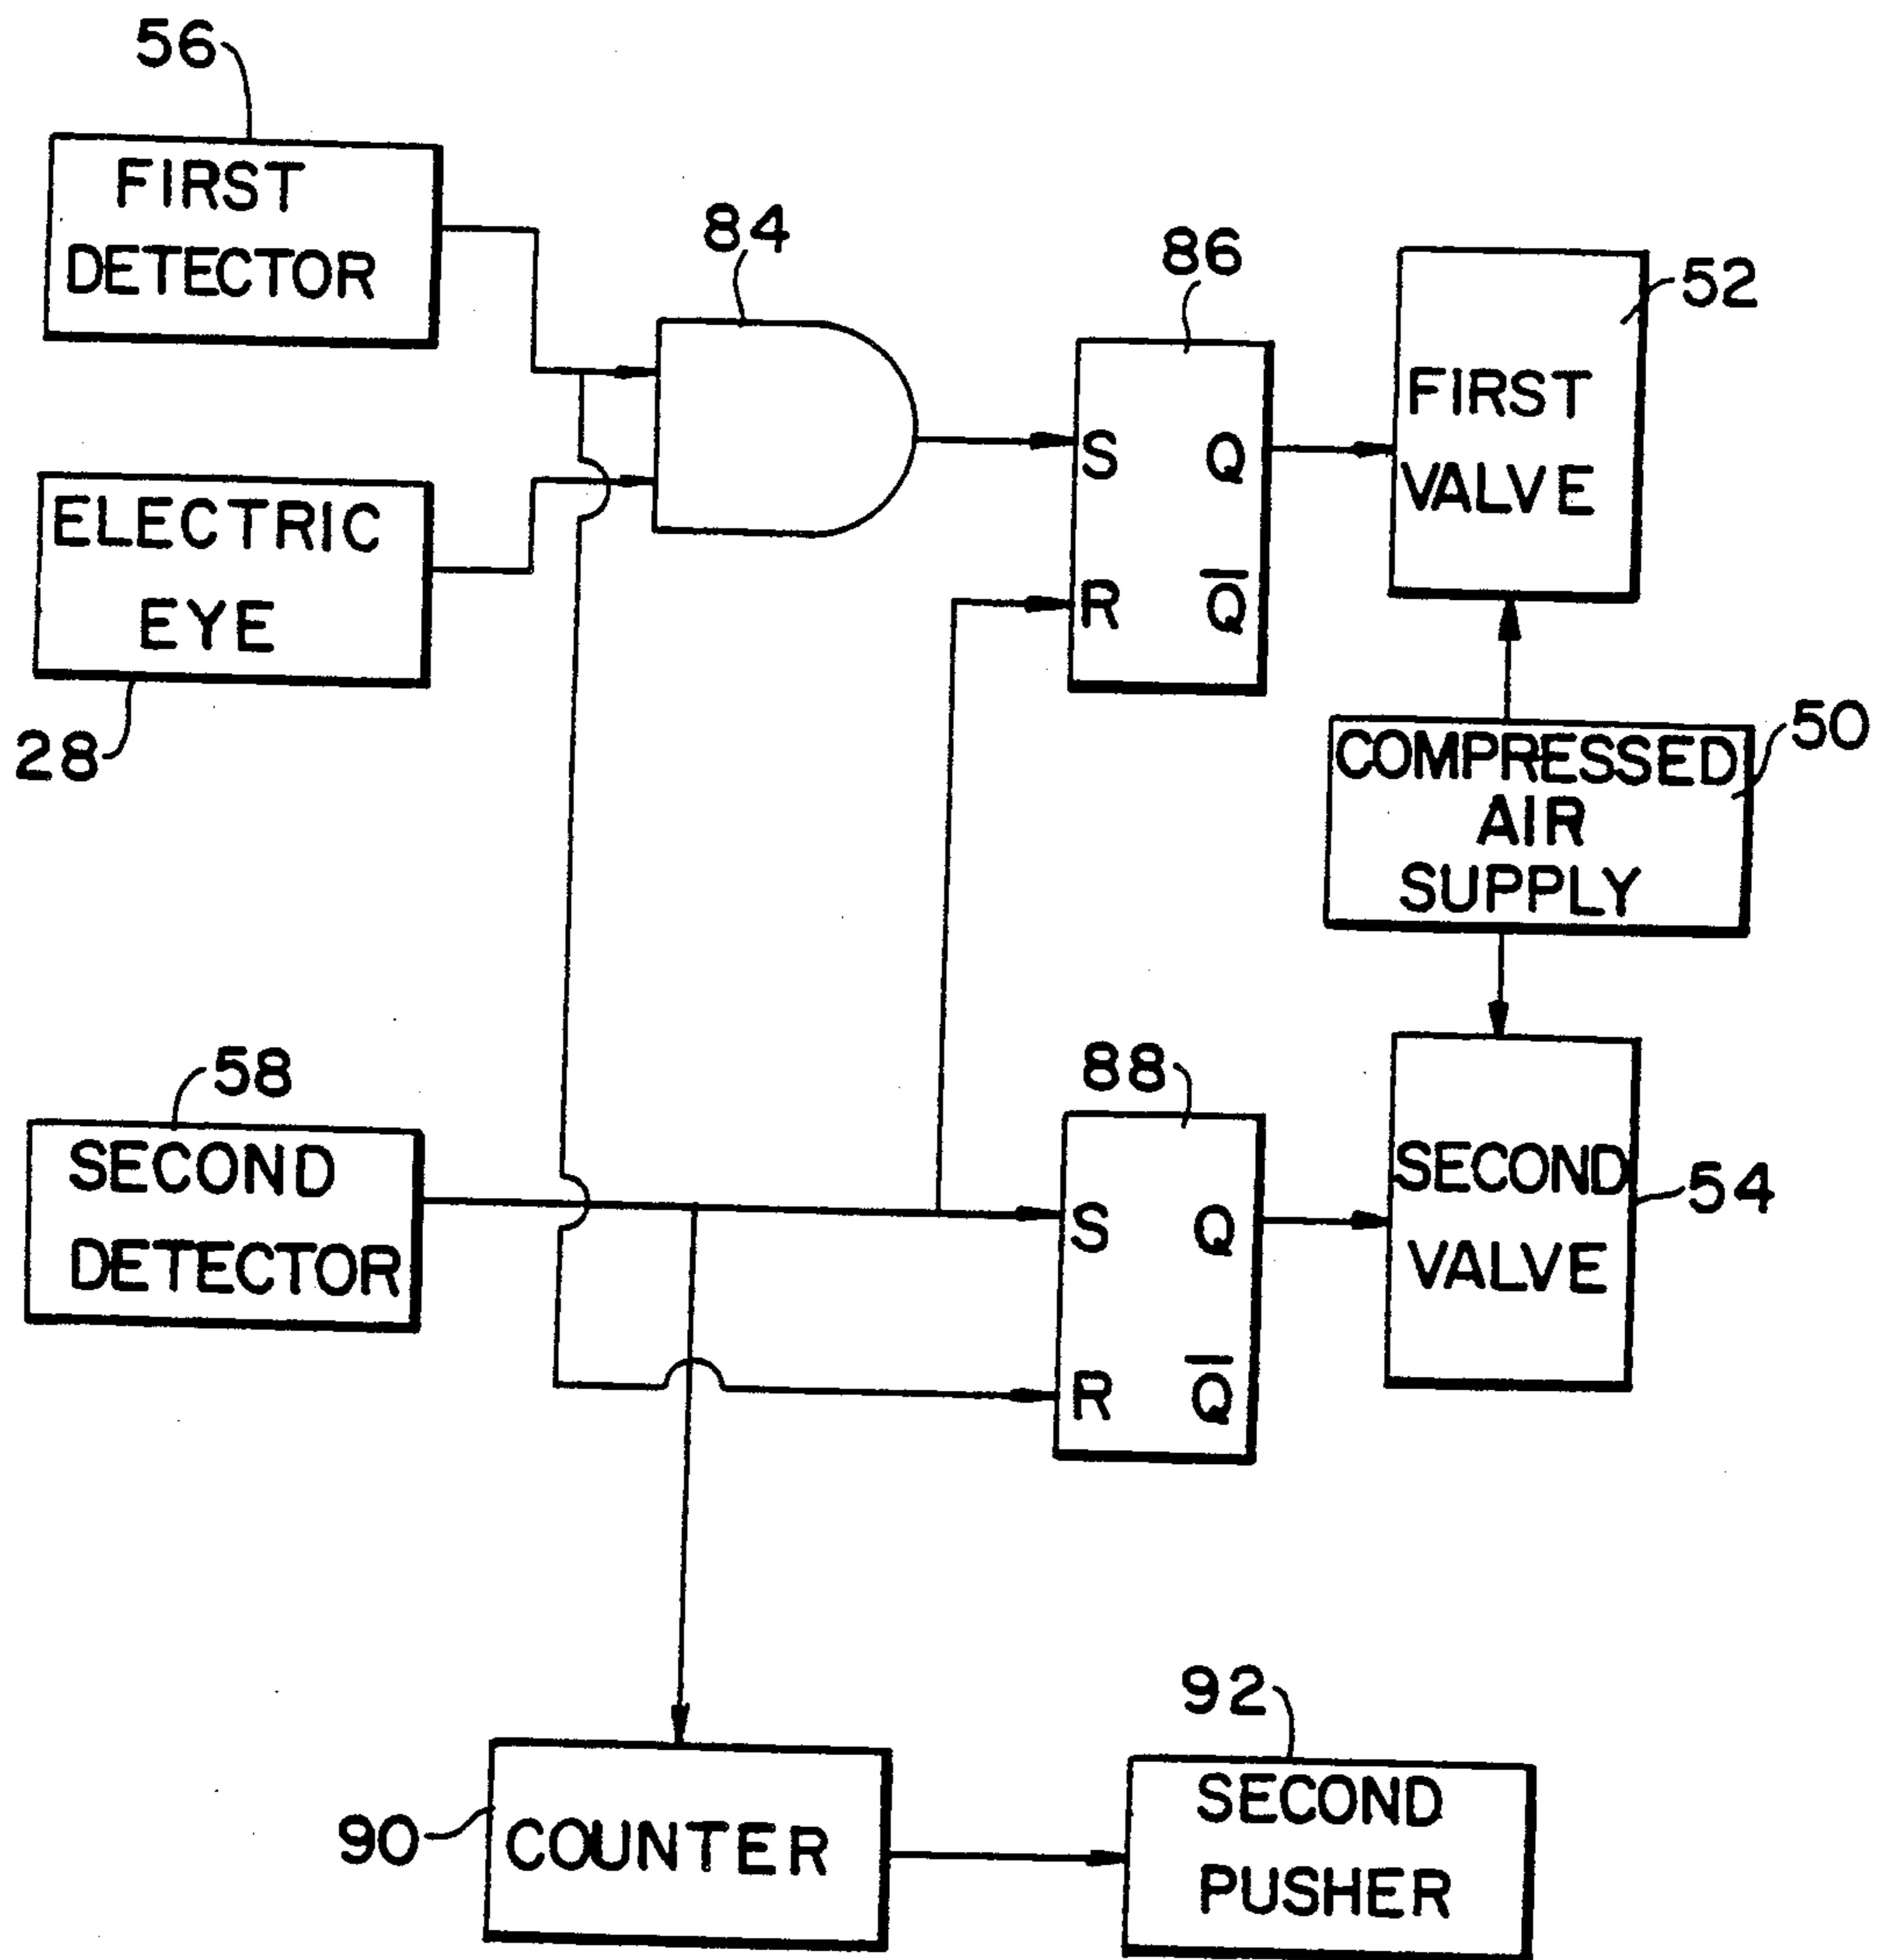 56
FIRST
DETECTOR
84
86
52
FIRST
VALVE
S Q
R Q̅
ELECTRIC
EYE
28
50
COMPRESSED
AIR
SUPPLY
58
SECOND
DETECTOR
88
S Q
R Q̅
SECOND
VALVE
54
90
COUNTER
92
SECOND
PUSHER